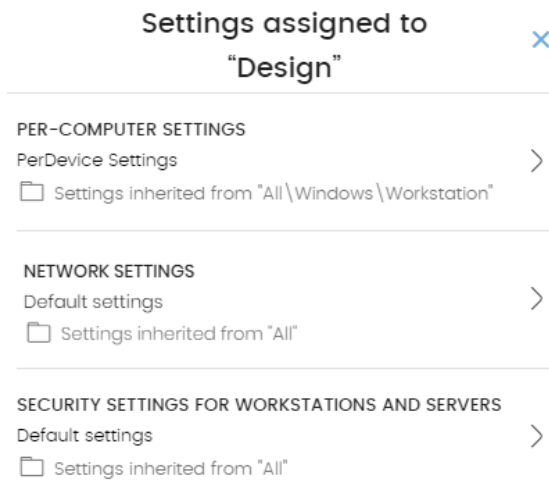 Settings assigned to
“Design”
PER-COMPUTER SETTINGS
PerDevice Settings
Settings inherited from "All\Windows\Workstation"
NETWORK SETTINGS
Default settings
Settings inherited from "All"
SECURITY SETTINGS FOR WORKSTATIONS AND SERVERS
Default settings
Settings inherited from "All"